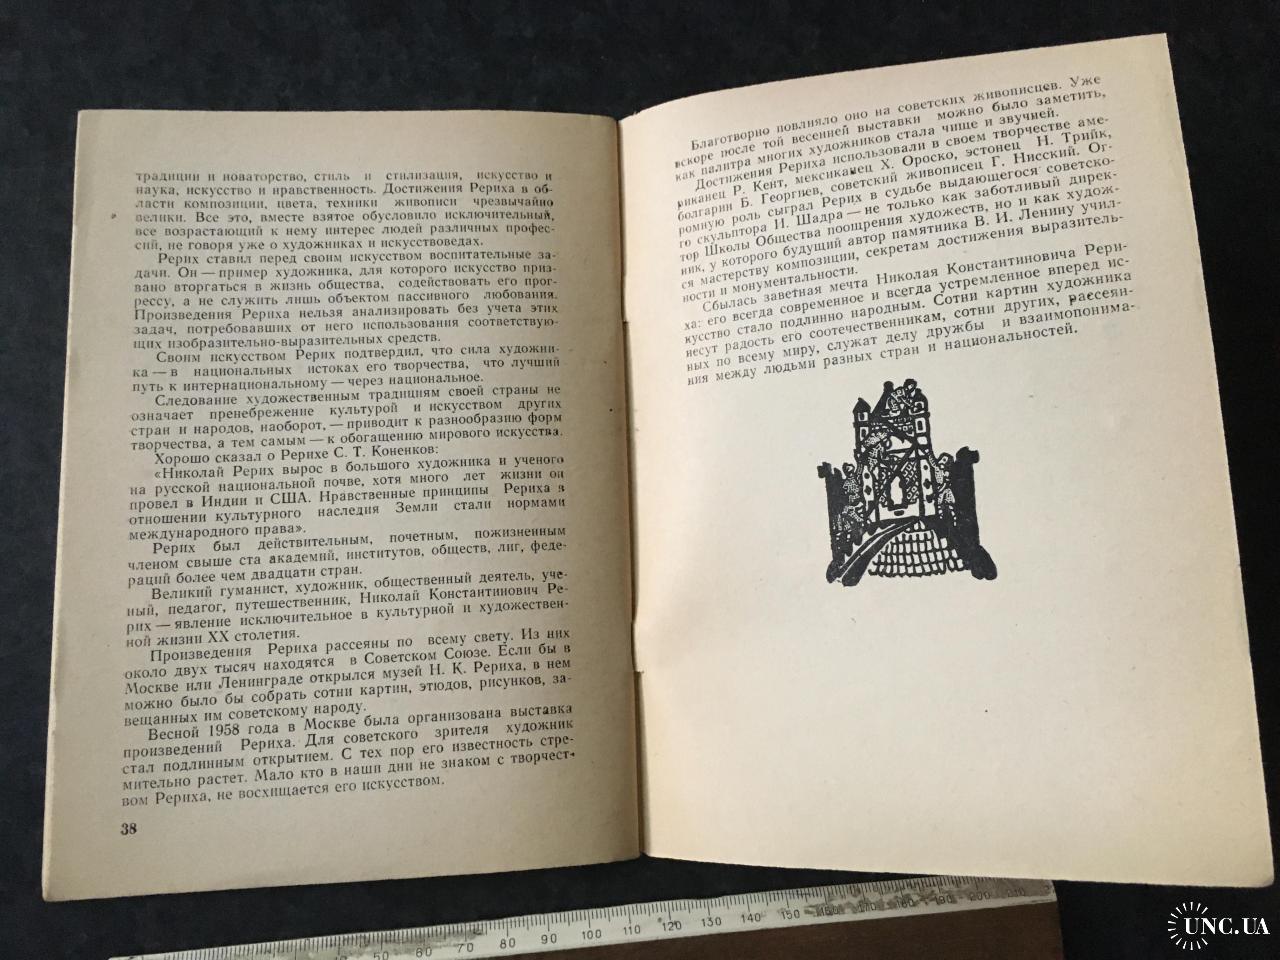 традиции и новаторство, стиль и стилизация, искусство и
наука, искусство и нравственность. Достижения Рериха в об-
ласти композиции, цвета, техники живописи чрезвычайно
велики. Все это, вместе взятое обусловило исключительный,
все возрастающий к нему интерес людей различных профес-
сий, не говоря уже о художниках и искусствоведах.
Рерих ставил перед своим искусством воспитательные за-
дачи. Он — пример художника, для которого искусство приз-
вано вторгаться в жизнь общества, содействовать его прог-
рессу, а не служить лишь объектом пассивного любования.
Произведения Рериха нельзя анализировать без учета этих
задач, потребовавших от него использования соответствую-
щих изобразительно-выразительных средств.
Своим искусством Рерих подтвердил, что сила художни-
ка — в национальных истоках его творчества, что лучший
путь к интернациональному — через национальное.
Следование художественным традициям своей страны не
означает пренебрежение культурой и искусством других
стран и народов, наоборот, — приводит к разнообразию форм
творчества, а тем самым — к обогащению мирового искусства.
Хорошо сказал о Рерихе С. Т. Коненков:
«Николай Рерих вырос в большого художника и ученого
на русской национальной почве, хотя много лет жизни он
провел в Индии и США. Нравственные принципы Рериха в
отношении культурного наследия Земли стали нормами
международного права».
Рерих был действительным, почетным, пожизненным
членом свыше ста академий, институтов, обществ, лиг, феде-
раций более чем двадцати стран.
Великий гуманист, художник, общественный деятель, уче-
ный, педагог, путешественник, Николай Константинович Ре-
рих — явление исключительное в культурной и художествен-
ной жизни XX столетия.
Произведения Рериха рассеяны по всему свету. Из них
около двух тысяч находятся в Советском Союзе. Если бы в
Москве или Ленинграде открылся музей Н. К. Рериха, в нем
можно было бы собрать сотни картин, этюдов, рисунков, за-
вещанных им советскому народу.
Весной 1958 года в Москве была организована выставка
произведений Рериха. Для советского зрителя художник
стал подлинным открытием. С тех пор его известность стре-
мительно растет. Мало кто в наши дни не знаком с творчест-
вом Рериха, не восхищается его искусством.
38
Благотворно повлияло оно на советских живописцев. Уже
вскоре после той весенней выставки можно было заметить,
как палитра многих художников стала чище и звучней.
Достижения Рериха использовали в своем творчестве аме-
риканец Р. Кент, мексиканец Х. Ороско, эстонец Н. Трийк,
болгарин Б. Георгиев, советский живописец Г. Нисский. Ог-
ромную роль сыграл Рерих в судьбе выдающегося советско-
го скульптора И. Шадра — не только как заботливый дирек-
тор Школы Общества поощрения художеств, но и как худож-
ник, у которого будущий автор памятника В. И. Ленину учил-
ся мастерству композиции, секретам достижения выразитель-
ности и монументальности.
Сбылась заветная мечта Николая Константиновича Рери-
ха: его всегда современное и всегда устремленное вперед ис-
кусство стало подлинно народным. Сотни картин художника
несут радость его соотечественникам, сотни других, рассеян-
ных по всему миру, служат делу дружбы и взаимопонима-
ния между людьми разных стран и национальностей.
40 50 60 70 80 90 100 110 120 130 140 150 160 170 180 190 200 210
UNC.UA